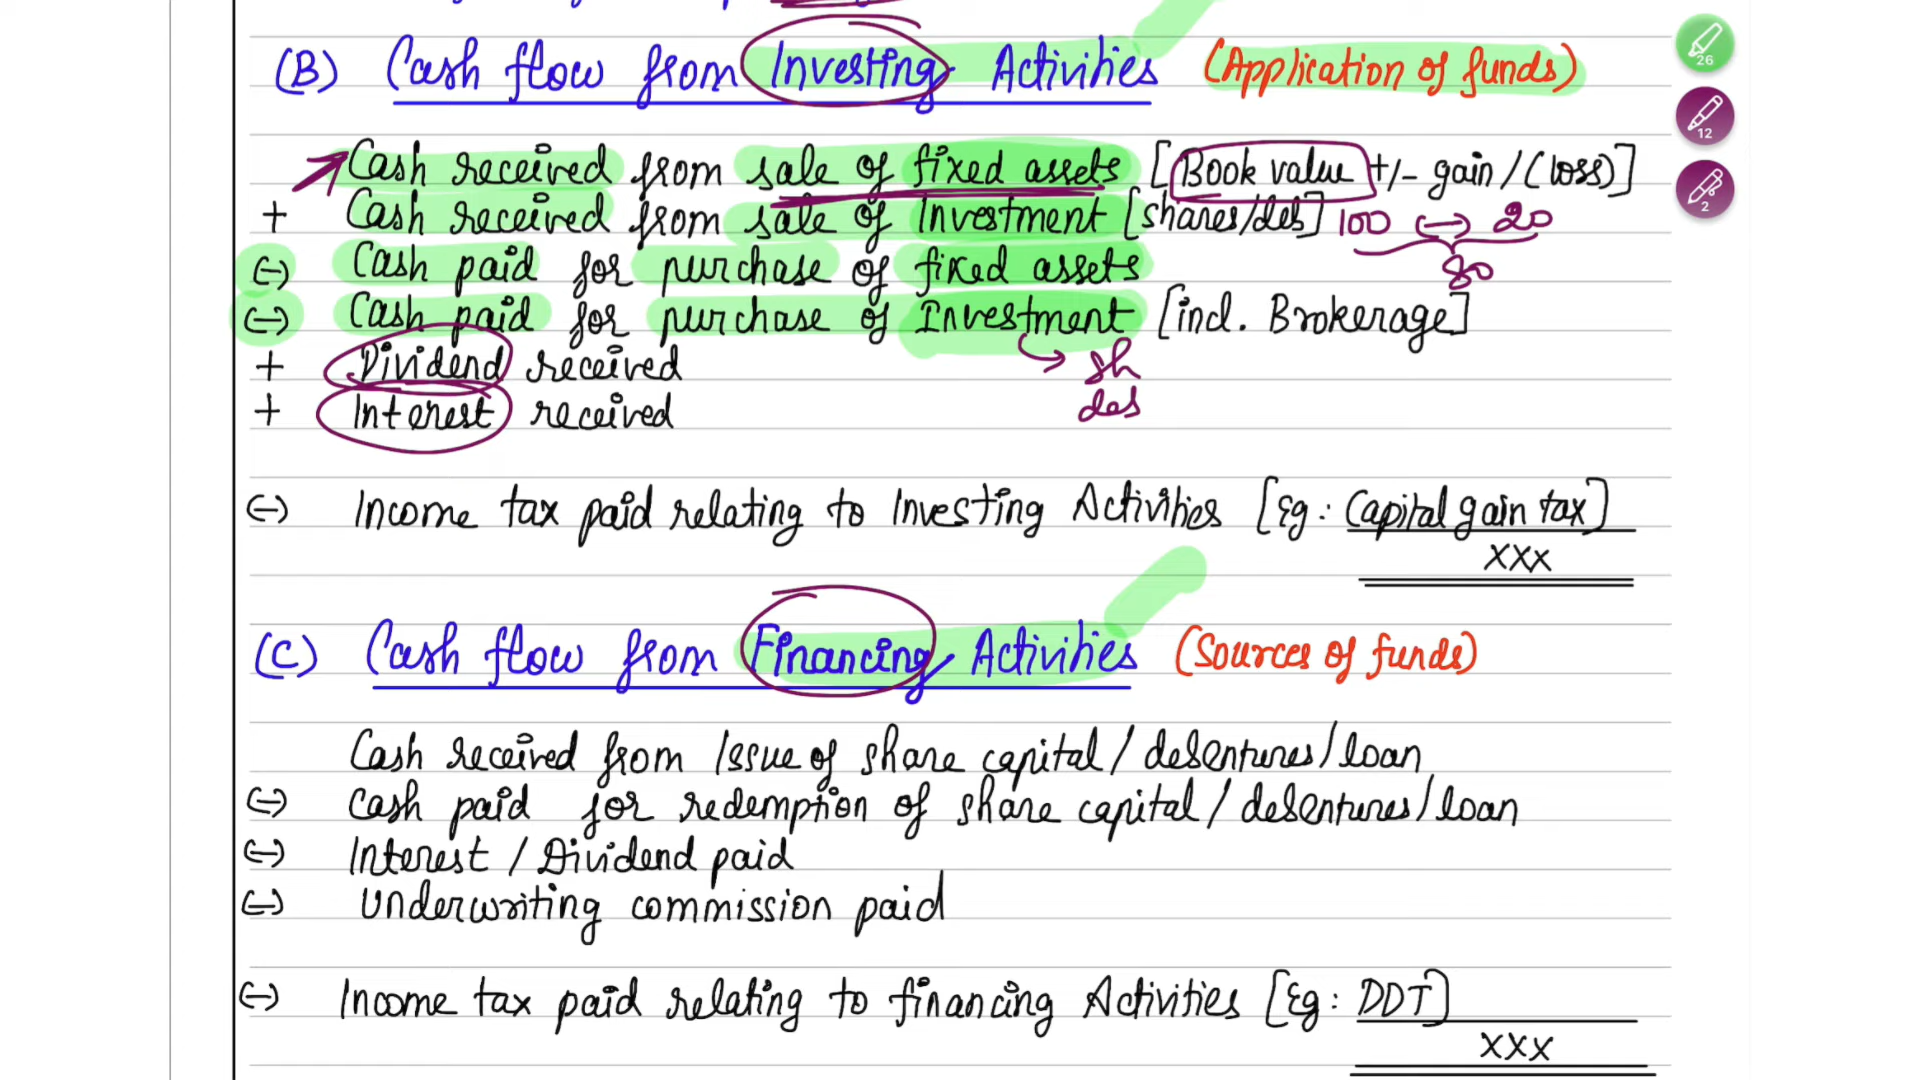 (B) Cash flow from Investing Activities (Application of funds)
Cash received from sale of fixed assets [Book value +/- gain/(loss)]
+ Cash received from sale of Investment [shares/deb] 100 (-) 20
80
(-) Cash paid for purchase of fixed assets
(-) Cash paid for purchase of Investment [incl. Brokerage]
+ Dividend received
sh
+ Interest received
deb
(-) Income tax paid relating to Investing Activities [Eg: Capital gain tax]
XXX
(C) Cash flow from Financing Activities (Sources of funds)
Cash received from Issue of share capital/debentures/loan
(-) Cash paid for redemption of share capital/debentures/loan
(-) Interest/Dividend paid
(-) Underwriting commission paid
(-) Income tax paid relating to financing Activities [Eg: DDT]
XXX
26
12
2